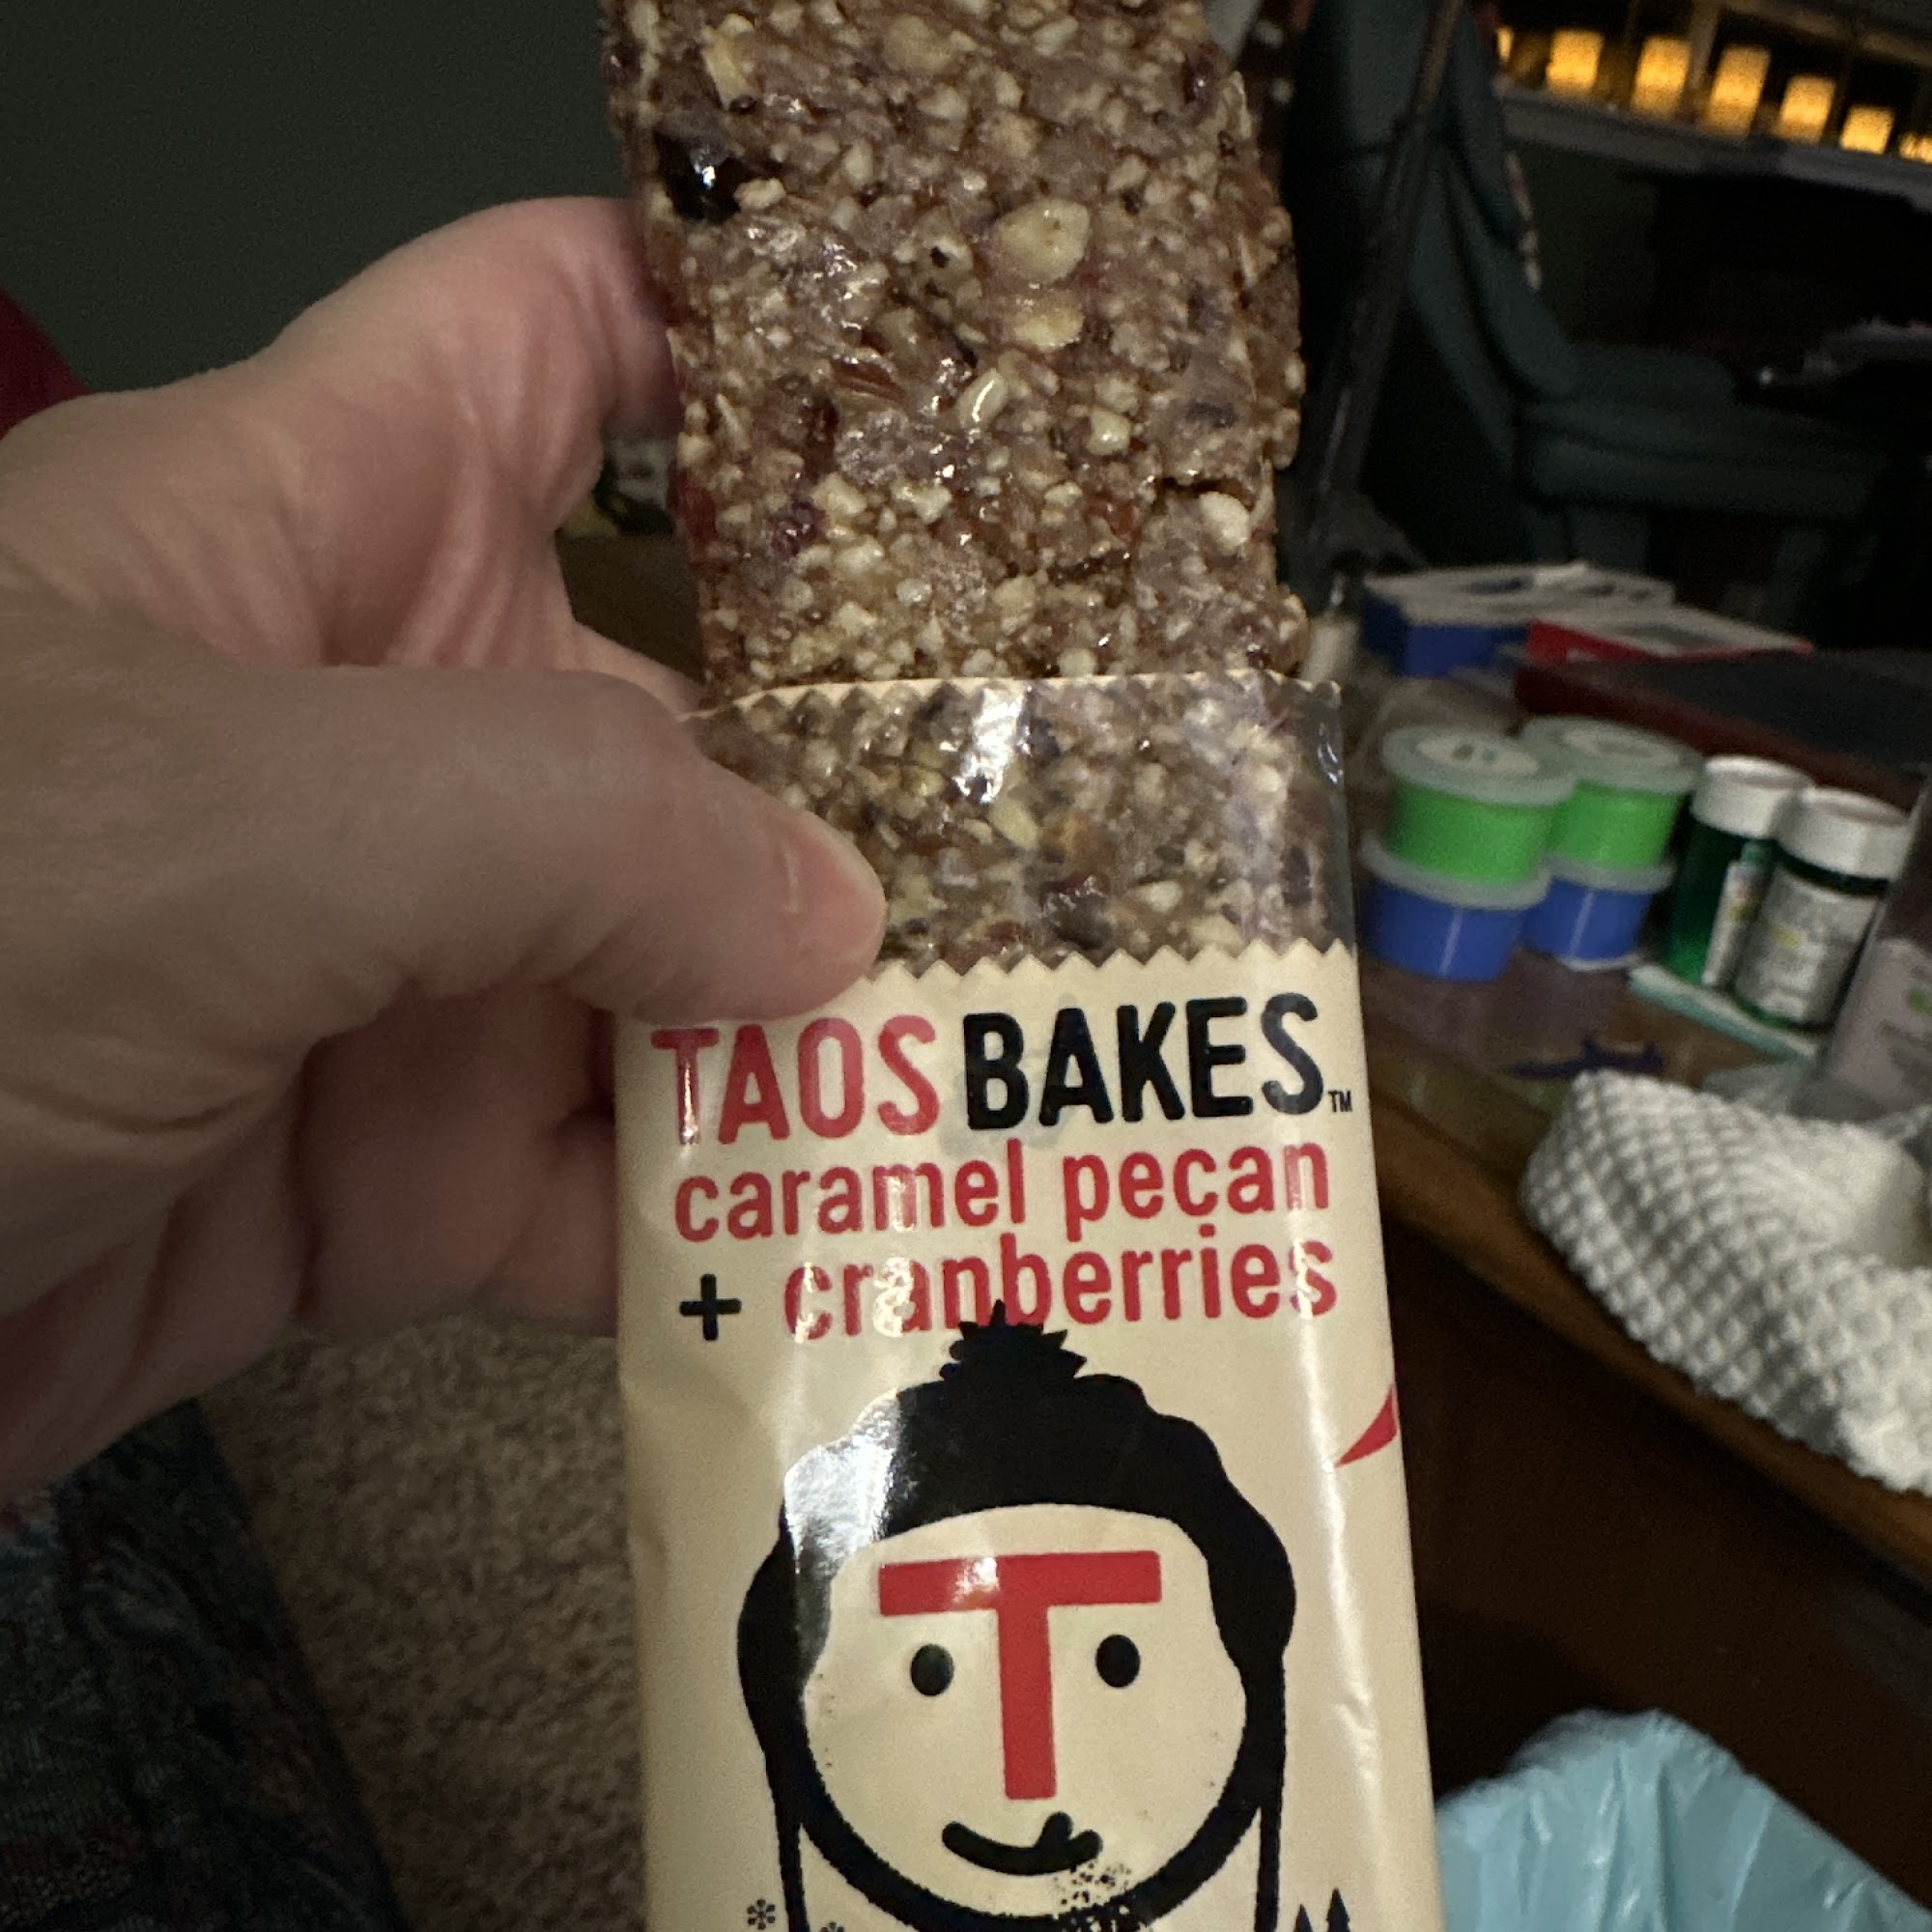 TAOS BAKES™
caramel pecan
+ cranberries
T